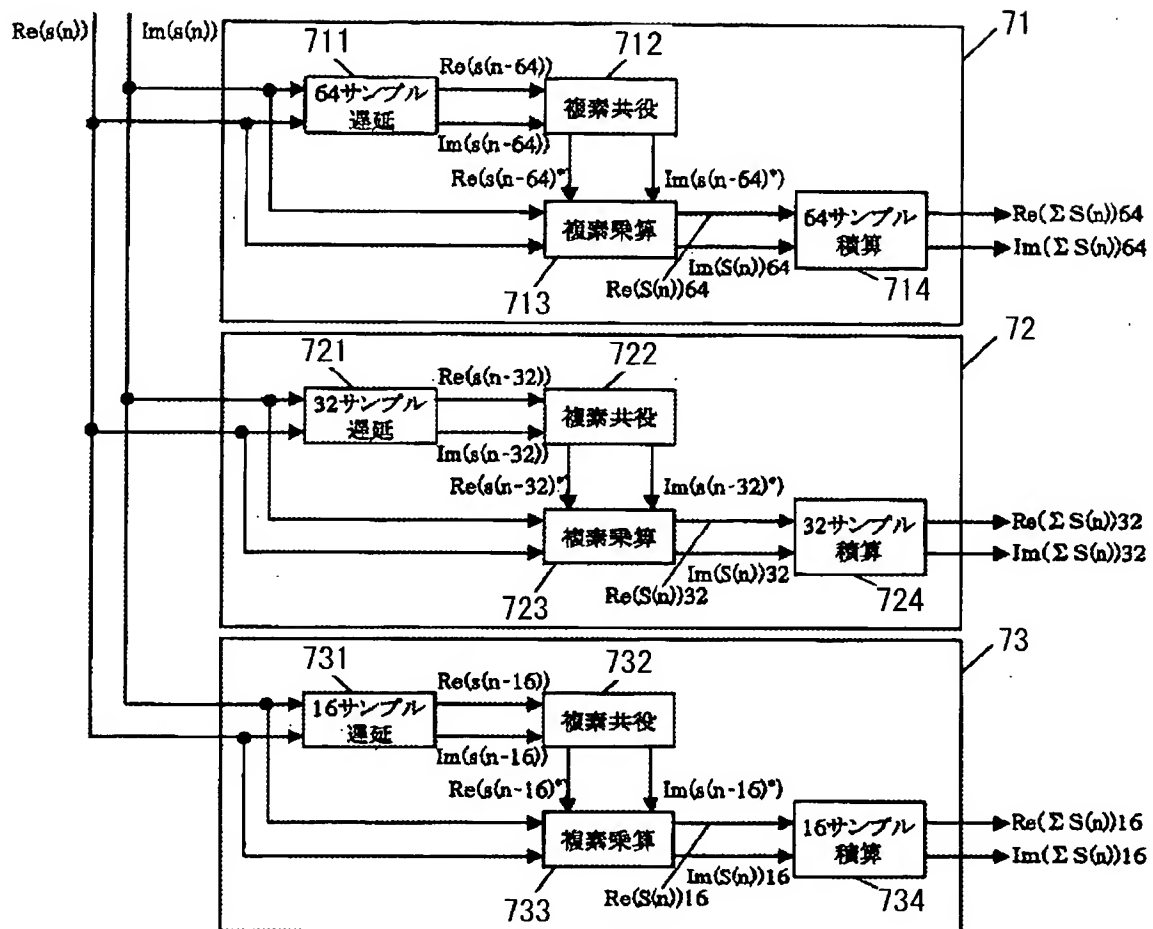 Re(s(n))
Im(s(n))
71
711
712
64サンプル
遅延
Re(s(n-64))
Im(s(n-64))
複素共役
Re(s(n-64)*)
Im(s(n-64)*)
複素乗算
713
Re(S(n))64
Im(S(n))64
64サンプル
積算
714
Re(ΣS(n))64
Im(ΣS(n))64
72
721
722
32サンプル
遅延
Re(s(n-32))
Im(s(n-32))
複素共役
Re(s(n-32)*)
Im(s(n-32)*)
複素乗算
723
Re(S(n))32
Im(S(n))32
32サンプル
積算
724
Re(ΣS(n))32
Im(ΣS(n))32
73
731
732
16サンプル
遅延
Re(s(n-16))
Im(s(n-16))
複素共役
Re(s(n-16)*)
Im(s(n-16)*)
複素乗算
733
Re(S(n))16
Im(S(n))16
16サンプル
積算
734
Re(ΣS(n))16
Im(ΣS(n))16